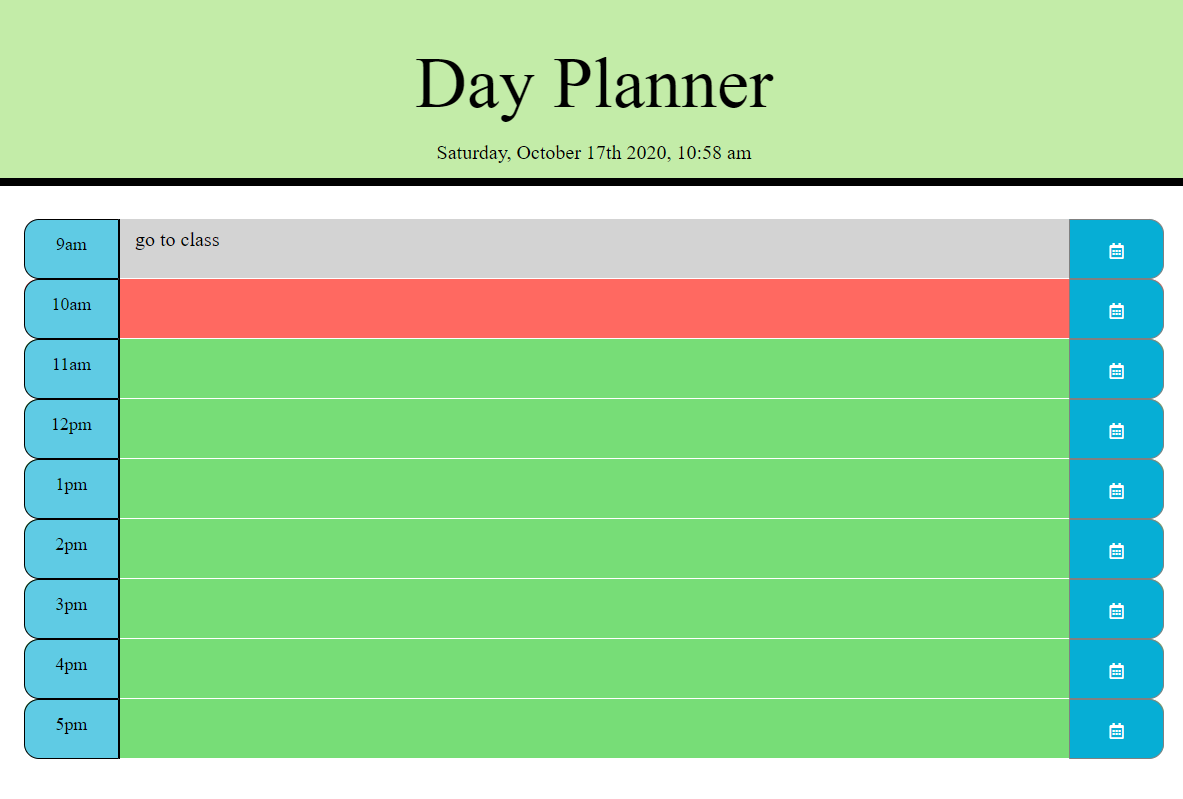 Day Planner
Saturday, October 17th 2020, 10:58 am
9am go to class
10am
11am
12pm
1pm
2pm
3pm
4pm
5pm